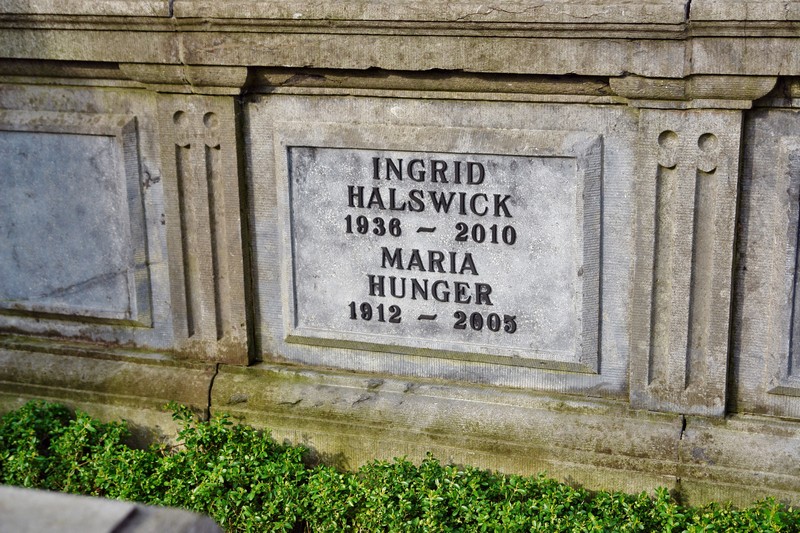 INGRID
HALSWICK
1936 ~ 2010
MARIA
HUNGER
1912 ~ 2005